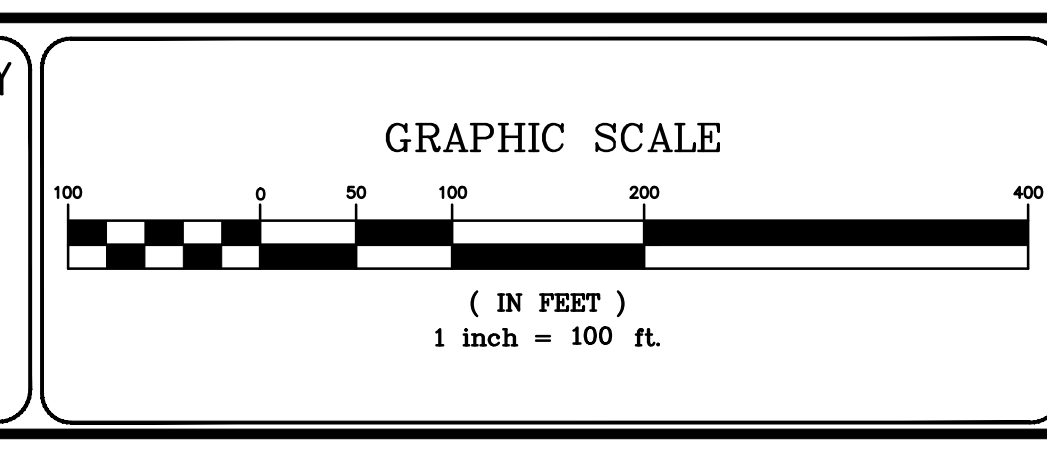 Y
GRAPHIC SCALE
100 0 50 100 200 400
( IN FEET )
1 inch = 100 ft.